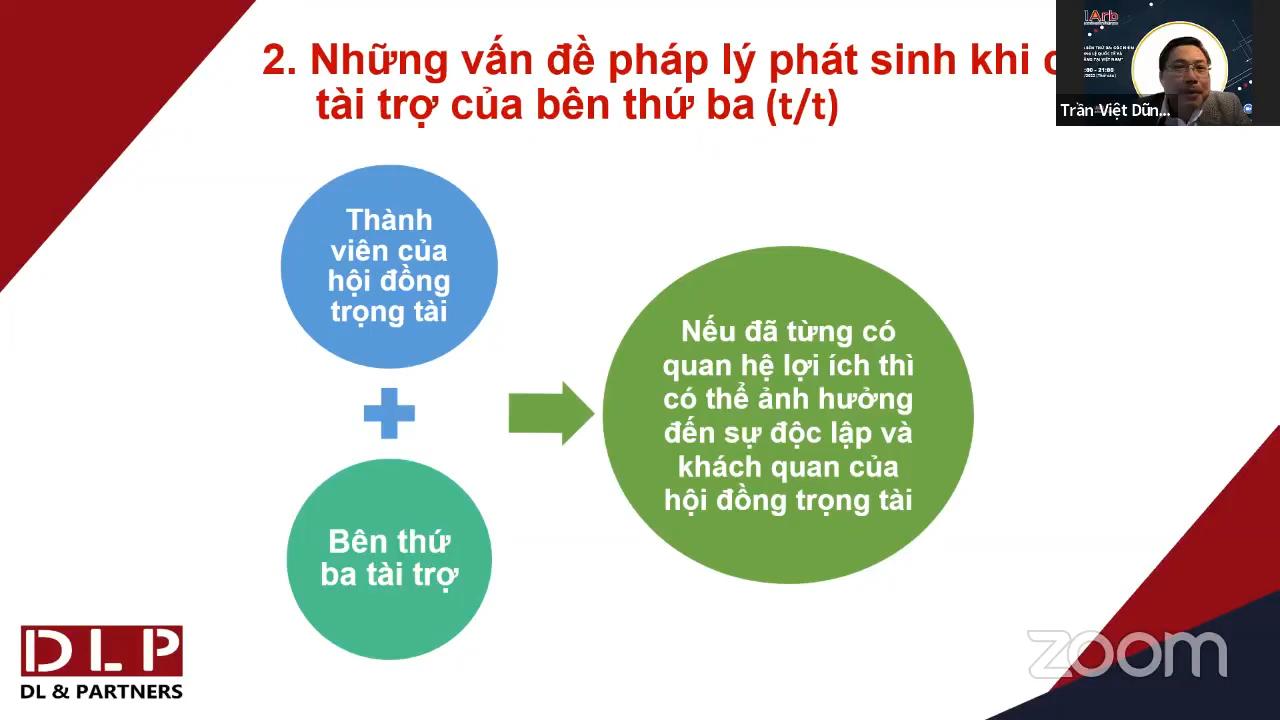 2. Những vấn đề pháp lý phát sinh khi
tài trợ của bên thứ ba (t/t)
Arb
Trần Việt Dũn...
Thành
viên của
hội đồng
trọng tài
Bên thứ
ba tài trợ
Nếu đã từng có
quan hệ lợi ích thì
có thể ảnh hưởng
đến sự độc lập và
khách quan của
hội đồng trọng tài
DLP
DL & PARTNERS
zoom